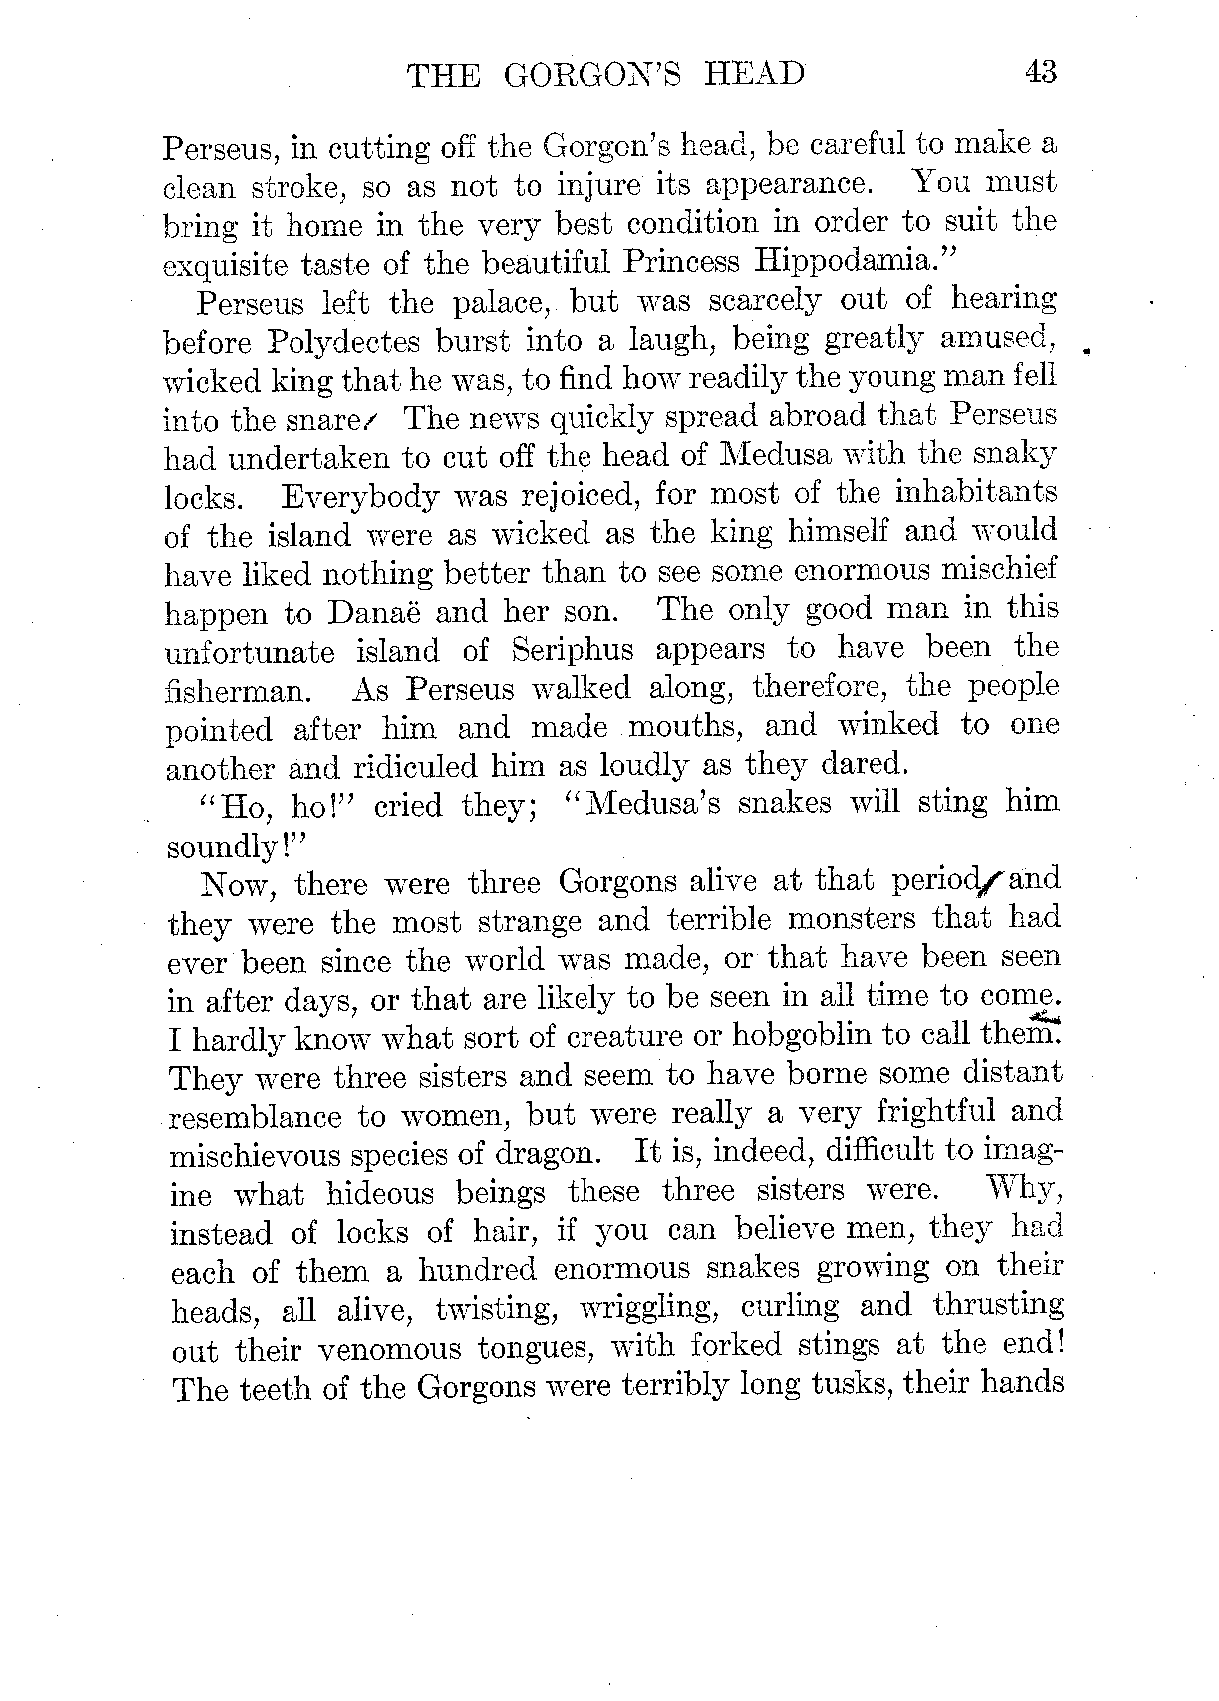 THE GORGON'S HEAD 43
Perseus, in cutting off the Gorgon's head, be careful to make a
clean stroke, so as not to injure its appearance. You must
bring it home in the very best condition in order to suit the
exquisite taste of the beautiful Princess Hippodamia."
Perseus left the palace, but was scarcely out of hearing
before Polydectes burst into a laugh, being greatly amused,
wicked king that he was, to find how readily the young man fell
into the snare/ The news quickly spread abroad that Perseus
had undertaken to cut off the head of Medusa with the snaky
locks. Everybody was rejoiced, for most of the inhabitants
of the island were as wicked as the king himself and would
have liked nothing better than to see some enormous mischief
happen to Danaë and her son. The only good man in this
unfortunate island of Seriphus appears to have been the
fisherman. As Perseus walked along, therefore, the people
pointed after him and made mouths, and winked to one
another and ridiculed him as loudly as they dared.
"Ho, ho!" cried they; "Medusa's snakes will sting him
soundly!"
Now, there were three Gorgons alive at that period/ and
they were the most strange and terrible monsters that had
ever been since the world was made, or that have been seen
in after days, or that are likely to be seen in all time to come.
I hardly know what sort of creature or hobgoblin to call them.
They were three sisters and seem to have borne some distant
resemblance to women, but were really a very frightful and
mischievous species of dragon. It is, indeed, difficult to imag-
ine what hideous beings these three sisters were. Why,
instead of locks of hair, if you can believe men, they had
each of them a hundred enormous snakes growing on their
heads, all alive, twisting, wriggling, curling and thrusting
out their venomous tongues, with forked stings at the end!
The teeth of the Gorgons were terribly long tusks, their hands